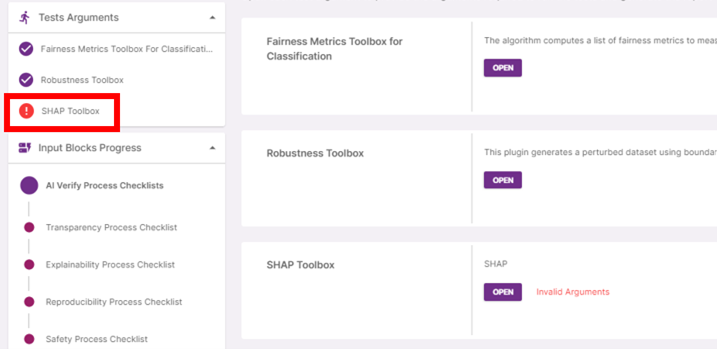 Tests Arguments
Fairness Metrics Toolbox For Classificati...
Robustness Toolbox
SHAP Toolbox
Input Blocks Progress
AI Verify Process Checklists
Transparency Process Checklist
Explainability Process Checklist
Reproducibility Process Checklist
Safety Process Checklist
Fairness Metrics Toolbox for
Classification
The algorithm computes a list of fairness metrics to meas
OPEN
Robustness Toolbox
This plugin generates a perturbed dataset using boundar
OPEN
SHAP Toolbox
SHAP
OPEN Invalid Arguments